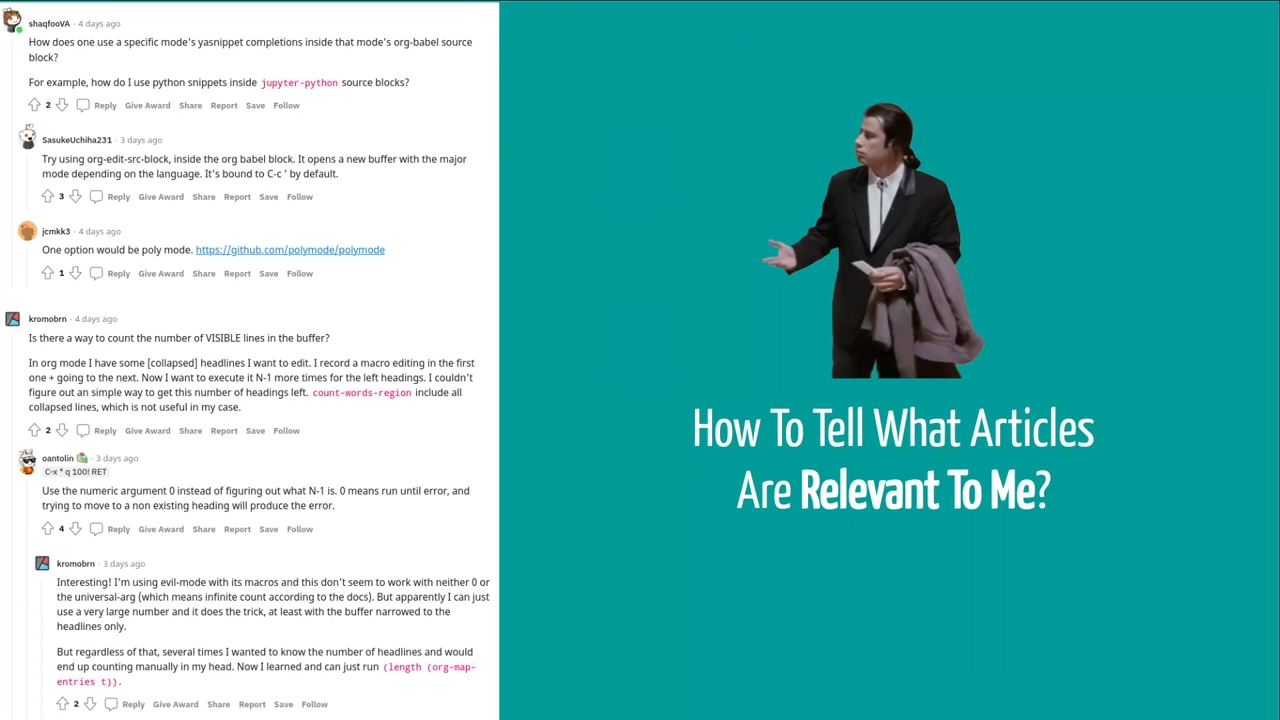 shaqfooVA · 4 days ago
How does one use a specific mode's yasnippet completions inside that mode's org-babel source
block?
For example, how do I use python snippets inside jupyter-python source blocks?
2 Reply Give Award Share Report Save Follow
SasukeUchiha231 · 3 days ago
Try using org-edit-src-block, inside the org babel block. It opens a new buffer with the major
mode depending on the language. It's bound to C-c ' by default.
3 Reply Give Award Share Report Save Follow
jcmkk3 · 4 days ago
One option would be poly mode. https://github.com/polymode/polymode
1 Reply Give Award Share Report Save Follow
kromobrn · 4 days ago
Is there a way to count the number of VISIBLE lines in the buffer?
In org mode I have some [collapsed] headlines I want to edit. I record a macro editing in the first
one + going to the next. Now I want to execute it N-1 more times for the left headings. I couldn't
figure out an simple way to get this number of headings left. count-words-region include all
collapsed lines, which is not useful in my case.
2 Reply Give Award Share Report Save Follow
oantolin · 3 days ago
C-x * q 100! RET
Use the numeric argument 0 instead of figuring out what N-1 is. 0 means run until error, and
trying to move to a non existing heading will produce the error.
4 Reply Give Award Share Report Save Follow
kromobrn · 3 days ago
Interesting! I'm using evil-mode with its macros and this don't seem to work with neither 0 or
the universal-arg (which means infinite count according to the docs). But apparently I can just
use a very large number and it does the trick, at least with the buffer narrowed to the
headlines only.
But regardless of that, several times I wanted to know the number of headlines and would
end up counting manually in my head. Now I learned and can just run (length (org-map-
entries t)).
2 Reply Give Award Share Report Save Follow
How To Tell What Articles
Are Relevant To Me?